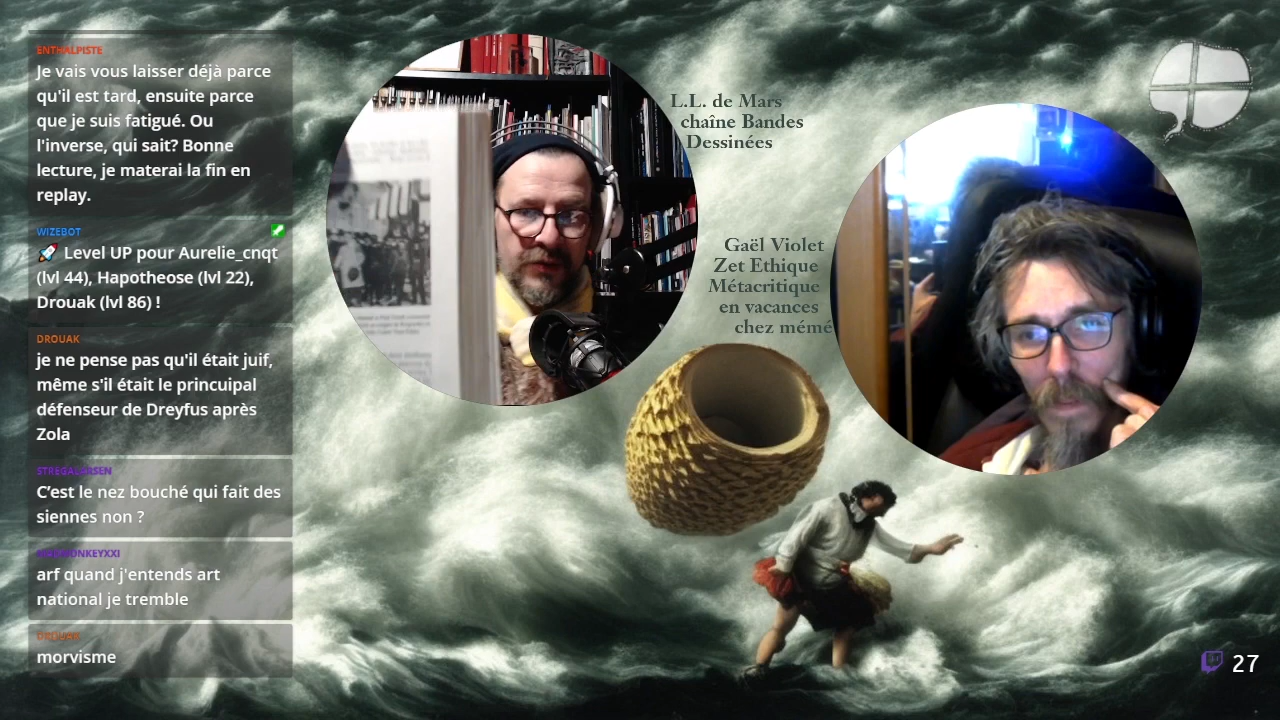 ENTHALPISTE
Je vais vous laisser déjà parce
qu'il est tard, ensuite parce
que je suis fatigué. Ou
l'inverse, qui sait? Bonne
lecture, je materai la fin en
replay.
WIZEBOT
🚀 Level UP pour Aurelie_cnqt
(lvl 44), Hapotheose (lvl 22),
Drouak (lvl 86) !
DROUAK
je ne pense pas qu'il était juif,
même s'il était le princuipal
défenseur de Dreyfus après
Zola
C'est le nez bouché qui fait des
siennes non ?
arf quand j'entends art
national je tremble
DROUAK
morvisme
L.L. de Mars
chaîne Bandes
Dessinées
Gaël Violet
Zet Ethique
Métacritique
en vacances
chez mémé
27